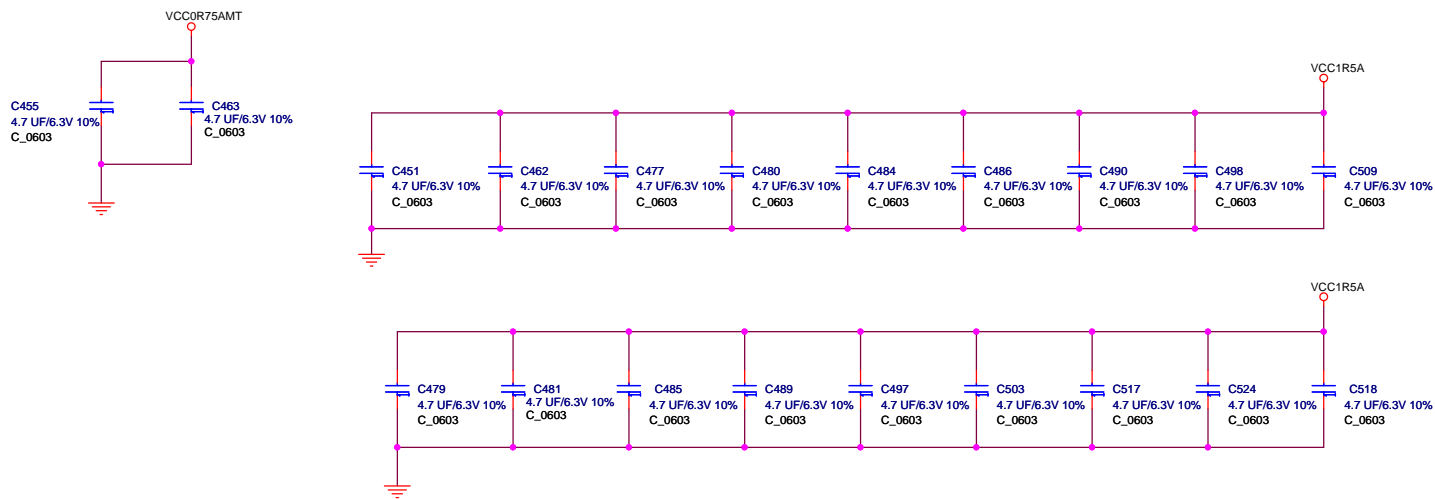 VCC0R75AMT
C455
4.7 UF/6.3V 10%
C_0603
C463
4.7 UF/6.3V 10%
C_0603
VCC1R5A
C451
4.7 UF/6.3V 10%
C_0603
C462
4.7 UF/6.3V 10%
C_0603
C477
4.7 UF/6.3V 10%
C_0603
C480
4.7 UF/6.3V 10%
C_0603
C484
4.7 UF/6.3V 10%
C_0603
C486
4.7 UF/6.3V 10%
C_0603
C490
4.7 UF/6.3V 10%
C_0603
C498
4.7 UF/6.3V 10%
C_0603
C509
4.7 UF/6.3V 10%
C_0603
VCC1R5A
C479
4.7 UF/6.3V 10%
C_0603
C481
4.7 UF/6.3V 10%
C_0603
C485
4.7 UF/6.3V 10%
C_0603
C489
4.7 UF/6.3V 10%
C_0603
C497
4.7 UF/6.3V 10%
C_0603
C503
4.7 UF/6.3V 10%
C_0603
C517
4.7 UF/6.3V 10%
C_0603
C524
4.7 UF/6.3V 10%
C_0603
C518
4.7 UF/6.3V 10%
C_0603